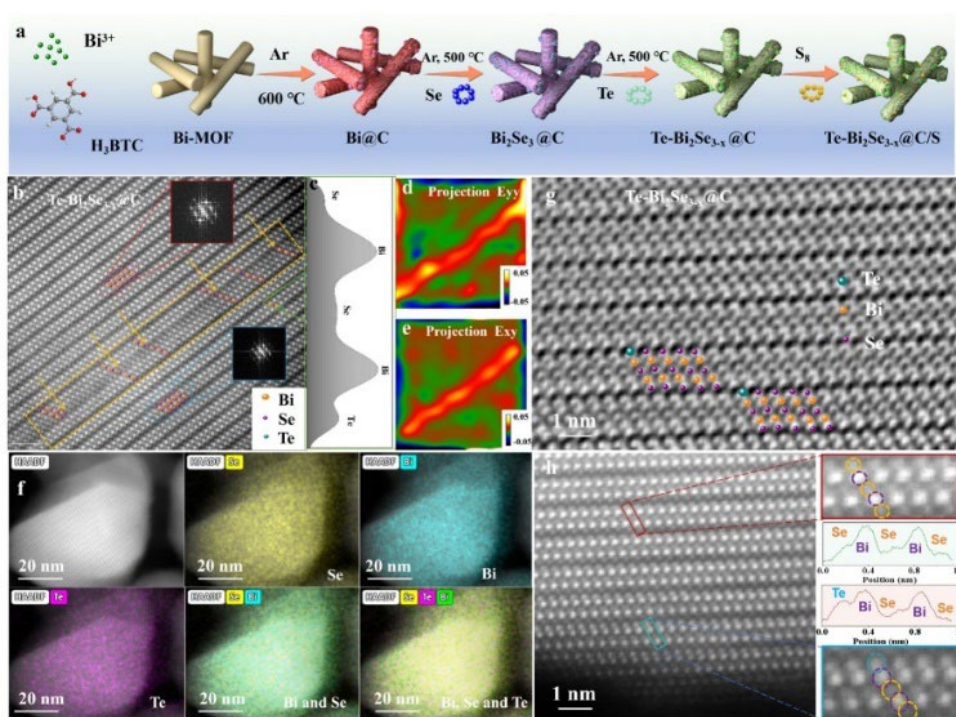 a
Bi³⁺
H₃BTC
Bi-MOF
Ar
600 ℃
Bi@C
Ar, 500 ℃
Se
Bi₂Se₃ @C
Ar, 500 ℃
Te
Te-Bi₂Se₃₋ₓ @C
S₈
Te-Bi₂Se₃₋ₓ@C/S
b
Te-Bi₂Se₃₋ₓ@C
Bi
Se
Te
c
Se
Bi
Se
Bi
Te
d
Projection Eyy
0.05
-0.05
e
Projection Exy
0.05
-0.05
g
Te-Bi₂Se₃₋ₓ@C
Te
Bi
Se
1 nm
f
HAADF
20 nm
HAADF Se
20 nm
Se
HAADF Bi
20 nm
Bi
HAADF Te
20 nm
Te
HAADF Se Bi
20 nm
Bi and Se
HAADF Se Te Bi
20 nm
Bi, Se and Te
h
1 nm
Se Se Se
Bi Bi
0.0 0.4 0.8
Position (nm)
Te Se
Bi Bi Se
0.0 0.4 0.8
Position (nm)